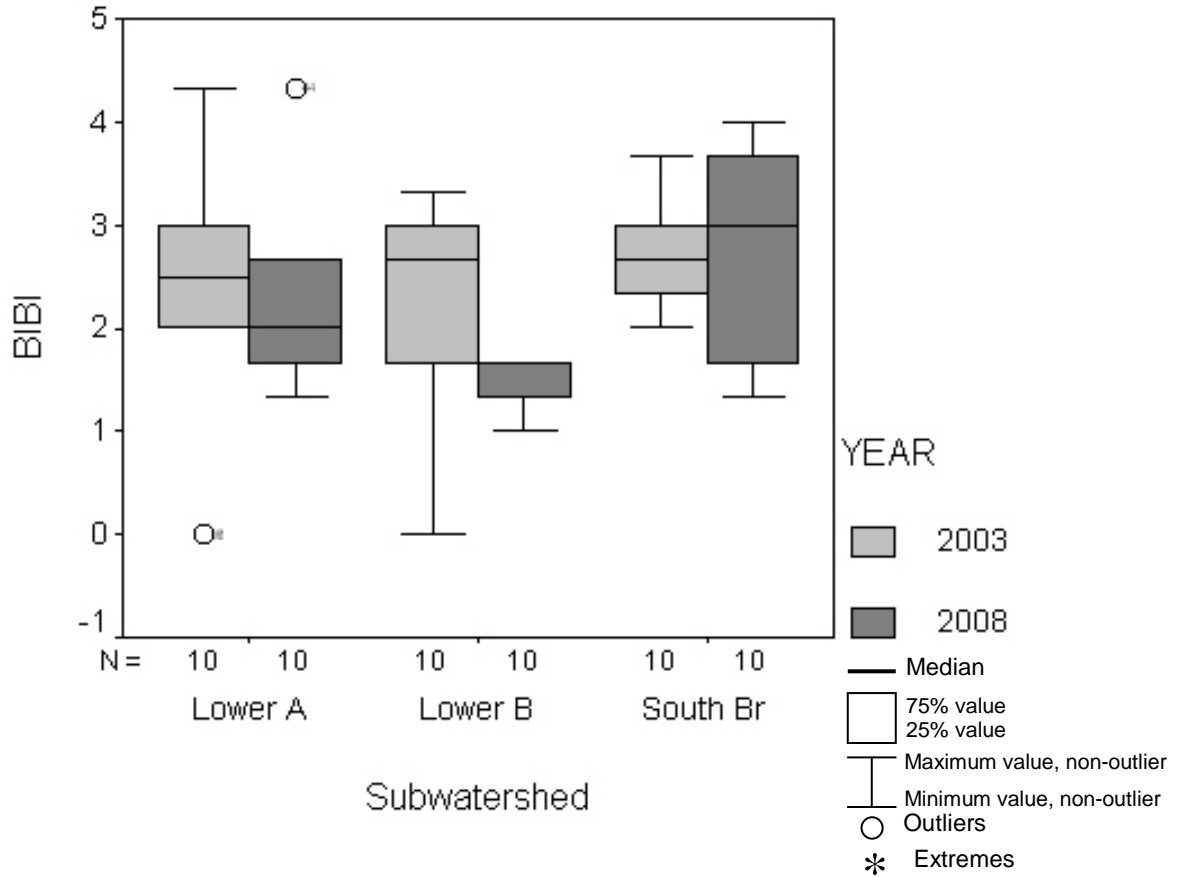 5
4
3
2
1
0
-1
BIBI
N = 10 10 10 10 10 10
Lower A Lower B South Br
Subwatershed
YEAR
2003
2008
Median
75% value
25% value
Maximum value, non-outlier
Minimum value, non-outlier
Outliers
Extremes